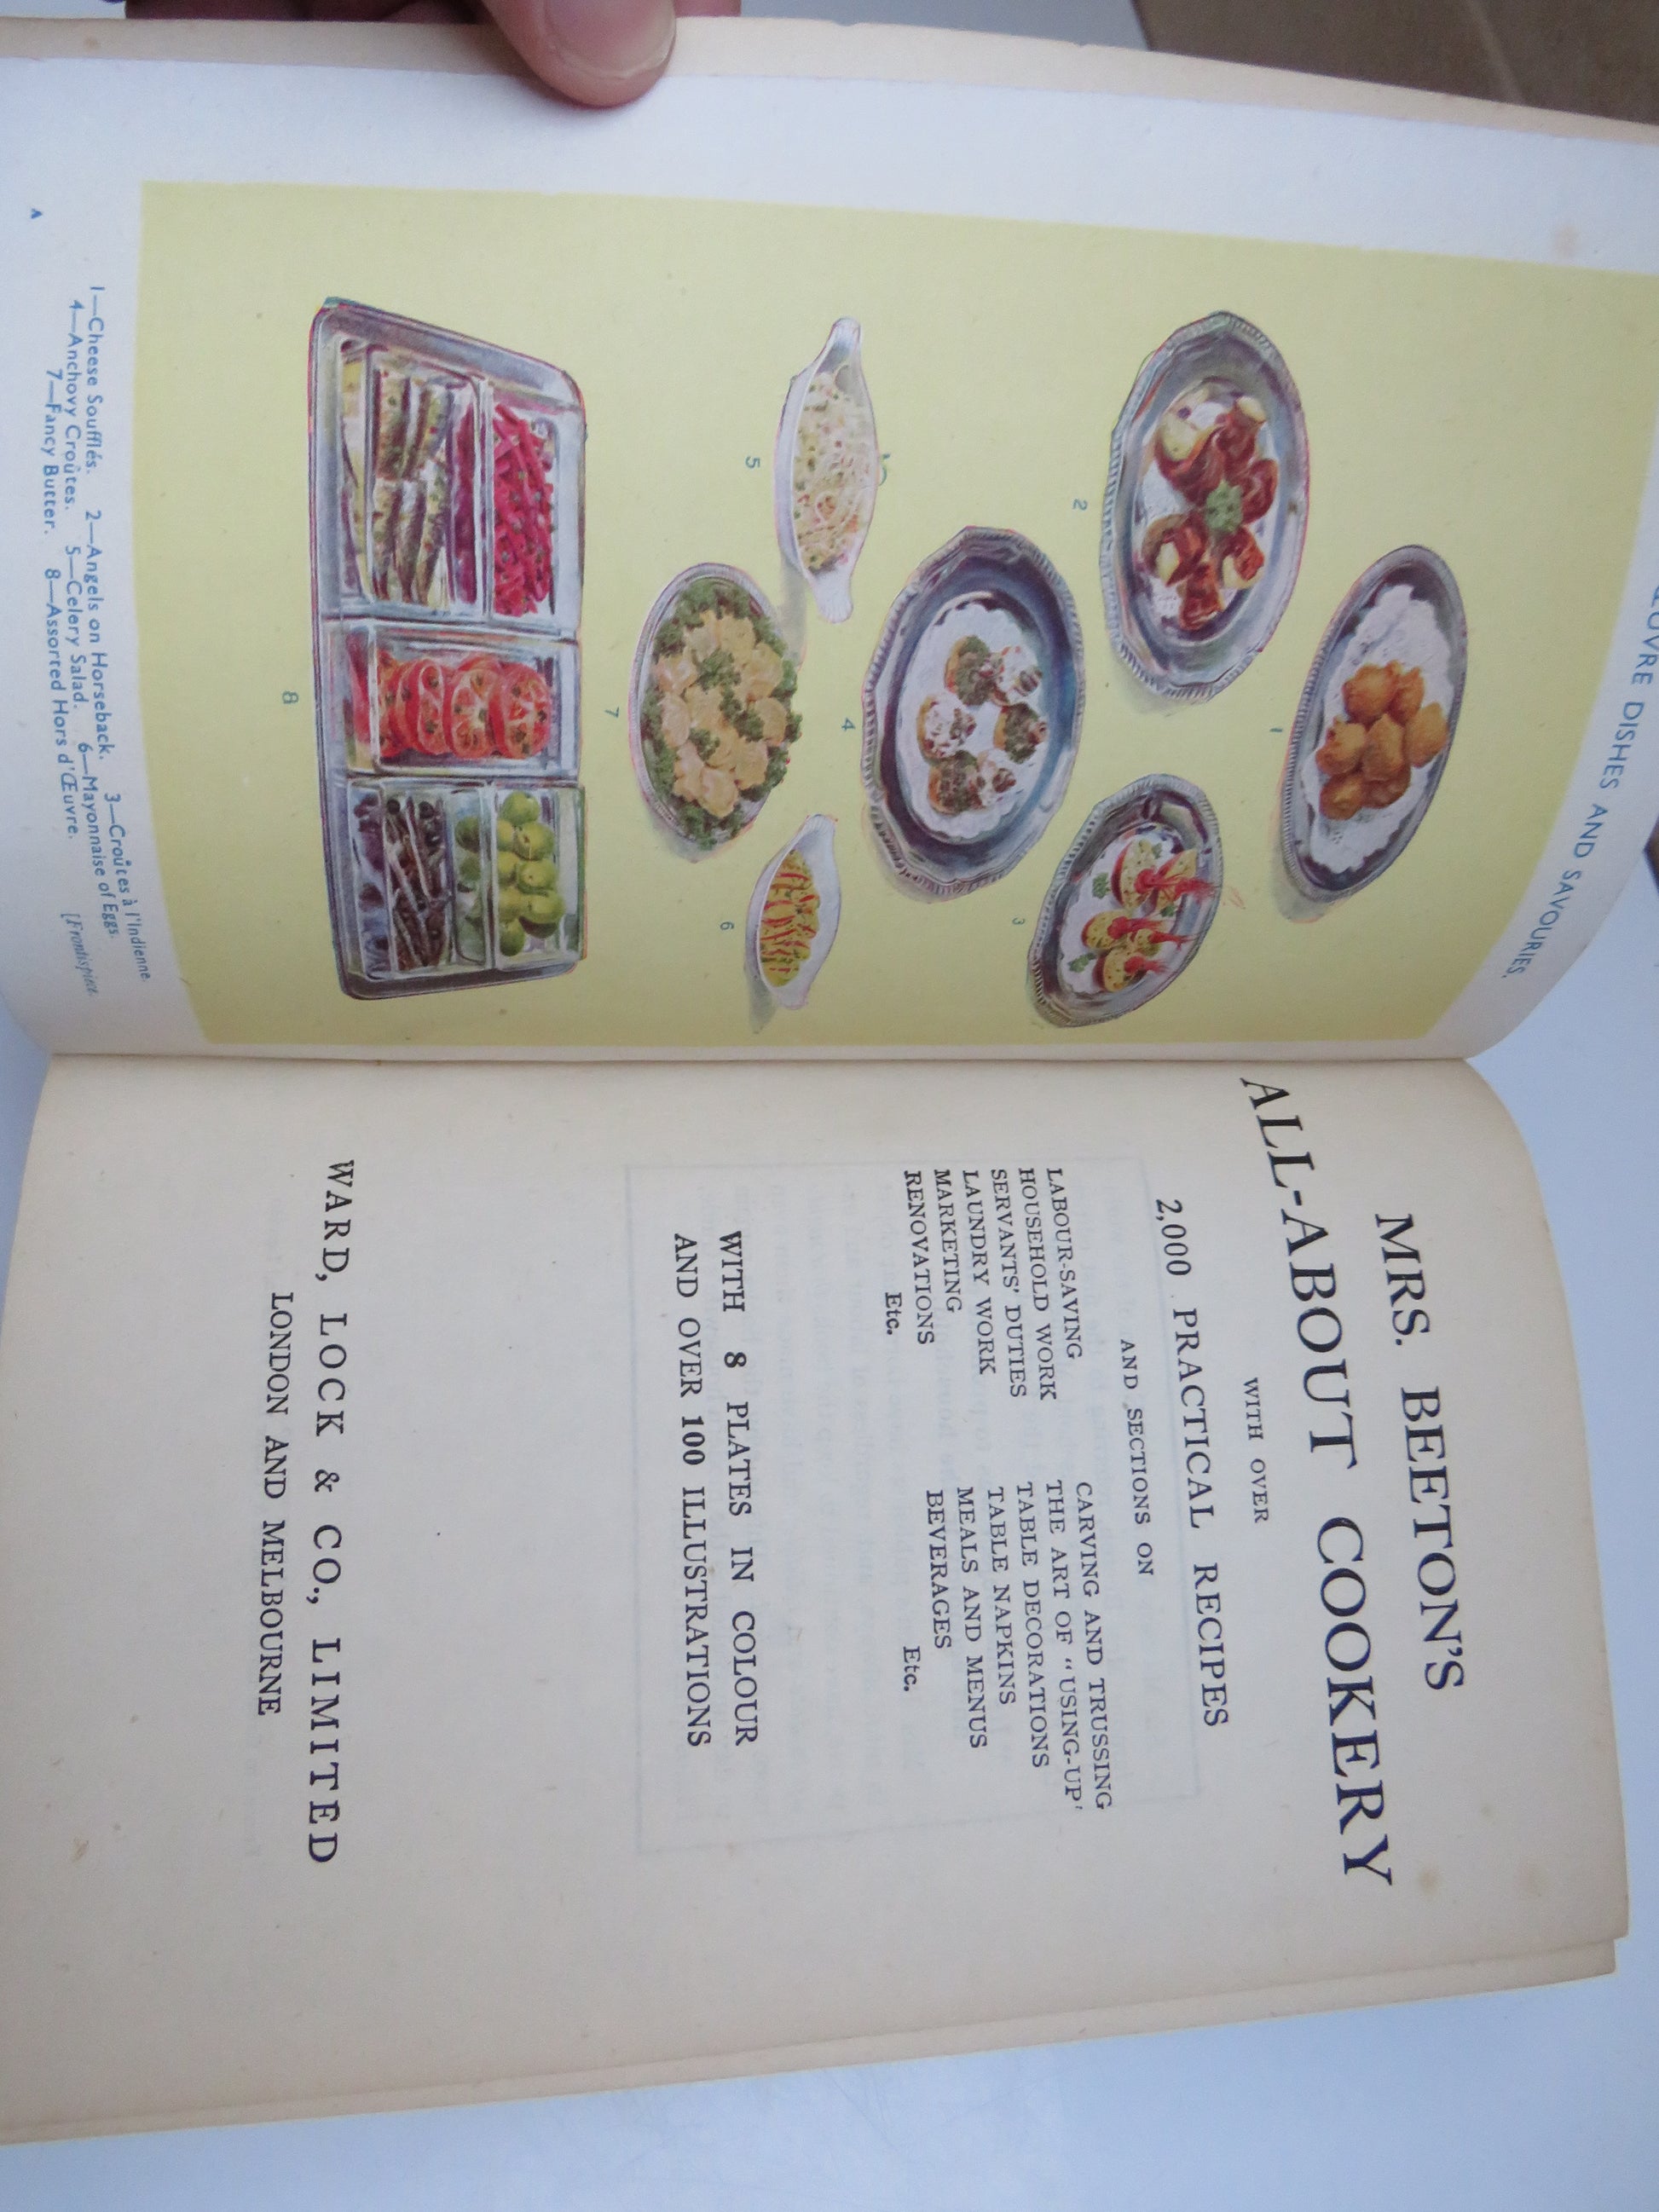 ŒUVRE DISHES AND SAVOURIES.
1
2
3
4
5
6
7
8
1—Cheese Soufflés. 2—Angels on Horseback. 3—Croûtes à l'Indienne.
4—Anchovy Croûtes. 5—Celery Salad. 6—Mayonnaise of Eggs.
7—Fancy Butter. 8—Assorted Hors d'Œuvre.
[Frontispiece.
A
MRS. BEETON'S
ALL-ABOUT COOKERY
WITH OVER
2,000 PRACTICAL RECIPES
AND SECTIONS ON
LABOUR-SAVING
HOUSEHOLD WORK
SERVANTS' DUTIES
LAUNDRY WORK
MARKETING
RENOVATIONS
Etc.
CARVING AND TRUSSING
THE ART OF "USING-UP"
TABLE DECORATIONS
TABLE NAPKINS
MEALS AND MENUS
BEVERAGES
Etc.
WITH 8 PLATES IN COLOUR
AND OVER 100 ILLUSTRATIONS
WARD, LOCK & CO., LIMITED
LONDON AND MELBOURNE